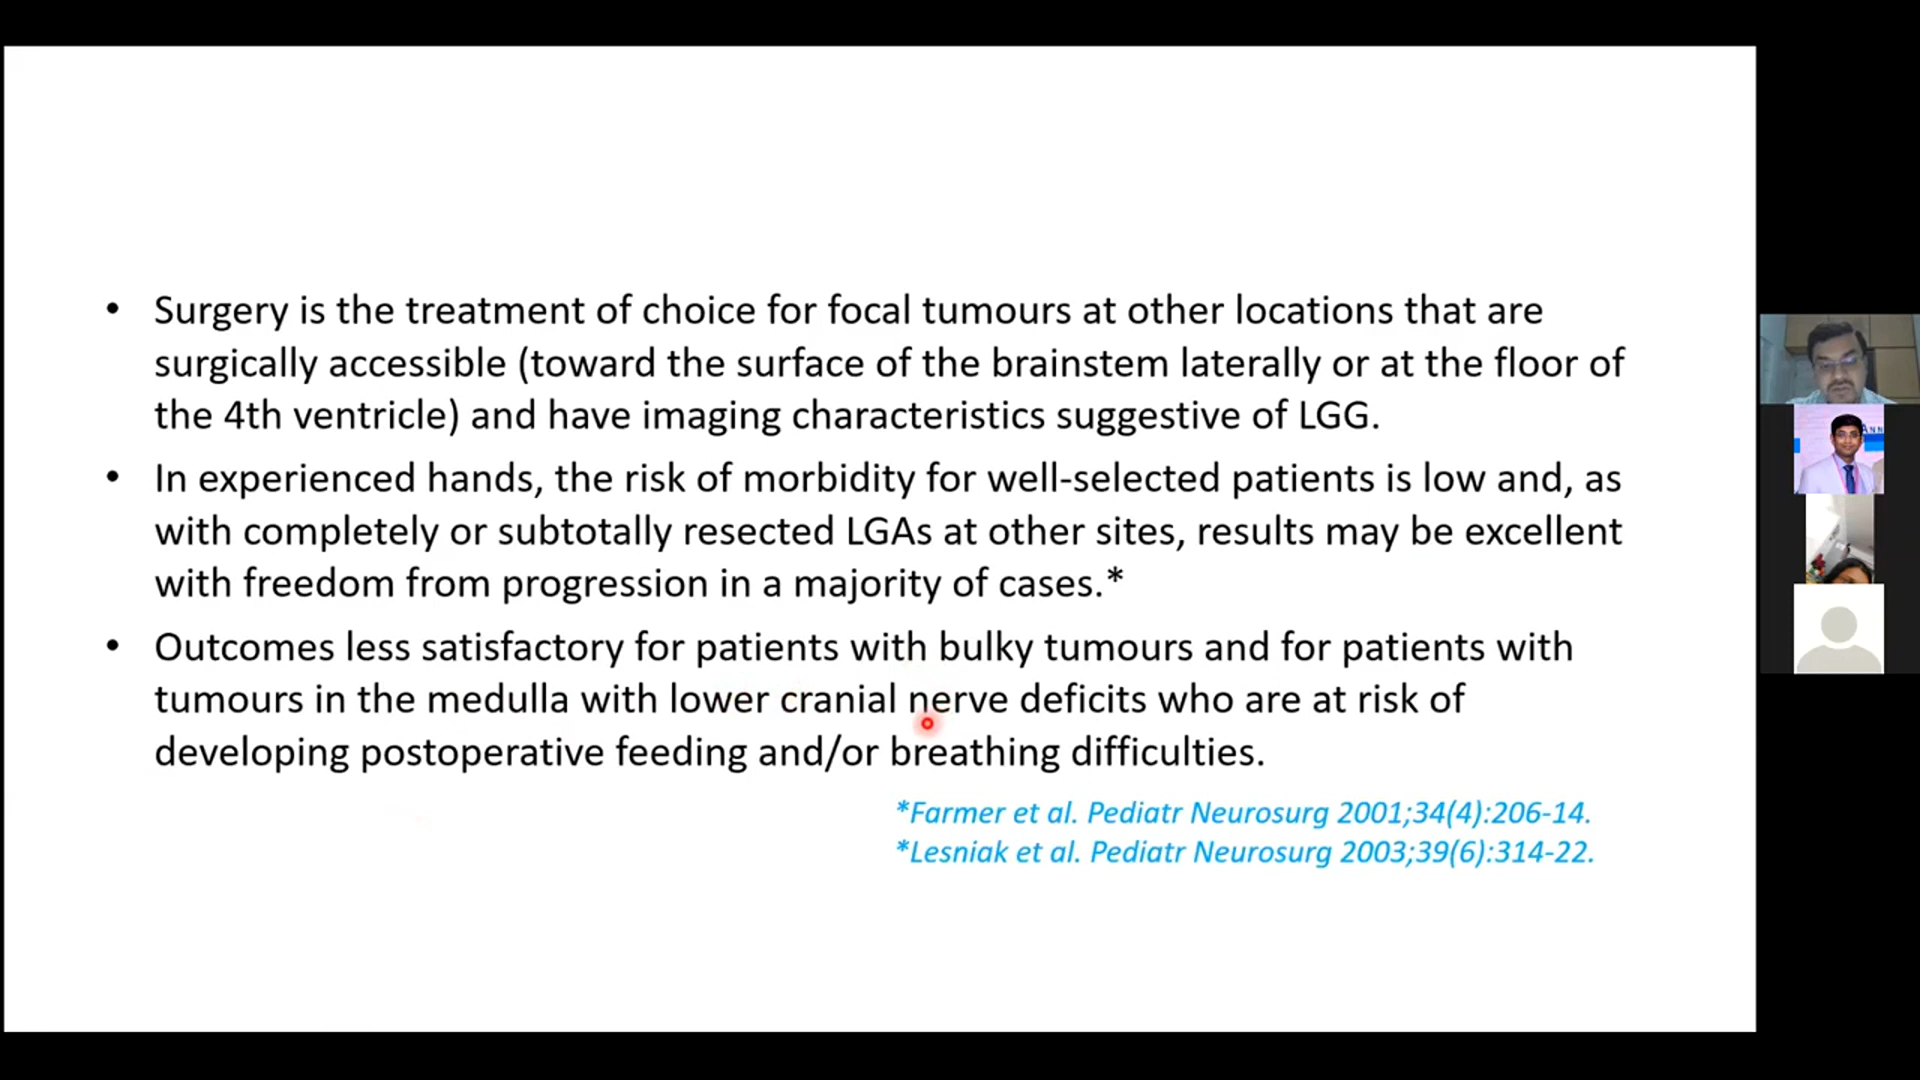 • Surgery is the treatment of choice for focal tumours at other locations that are
surgically accessible (toward the surface of the brainstem laterally or at the floor of
the 4th ventricle) and have imaging characteristics suggestive of LGG.
• In experienced hands, the risk of morbidity for well-selected patients is low and, as
with completely or subtotally resected LGAs at other sites, results may be excellent
with freedom from progression in a majority of cases.*
• Outcomes less satisfactory for patients with bulky tumours and for patients with
tumours in the medulla with lower cranial nerve deficits who are at risk of
developing postoperative feeding and/or breathing difficulties.
*Farmer et al. Pediatr Neurosurg 2001;34(4):206-14.
*Lesniak et al. Pediatr Neurosurg 2003;39(6):314-22.